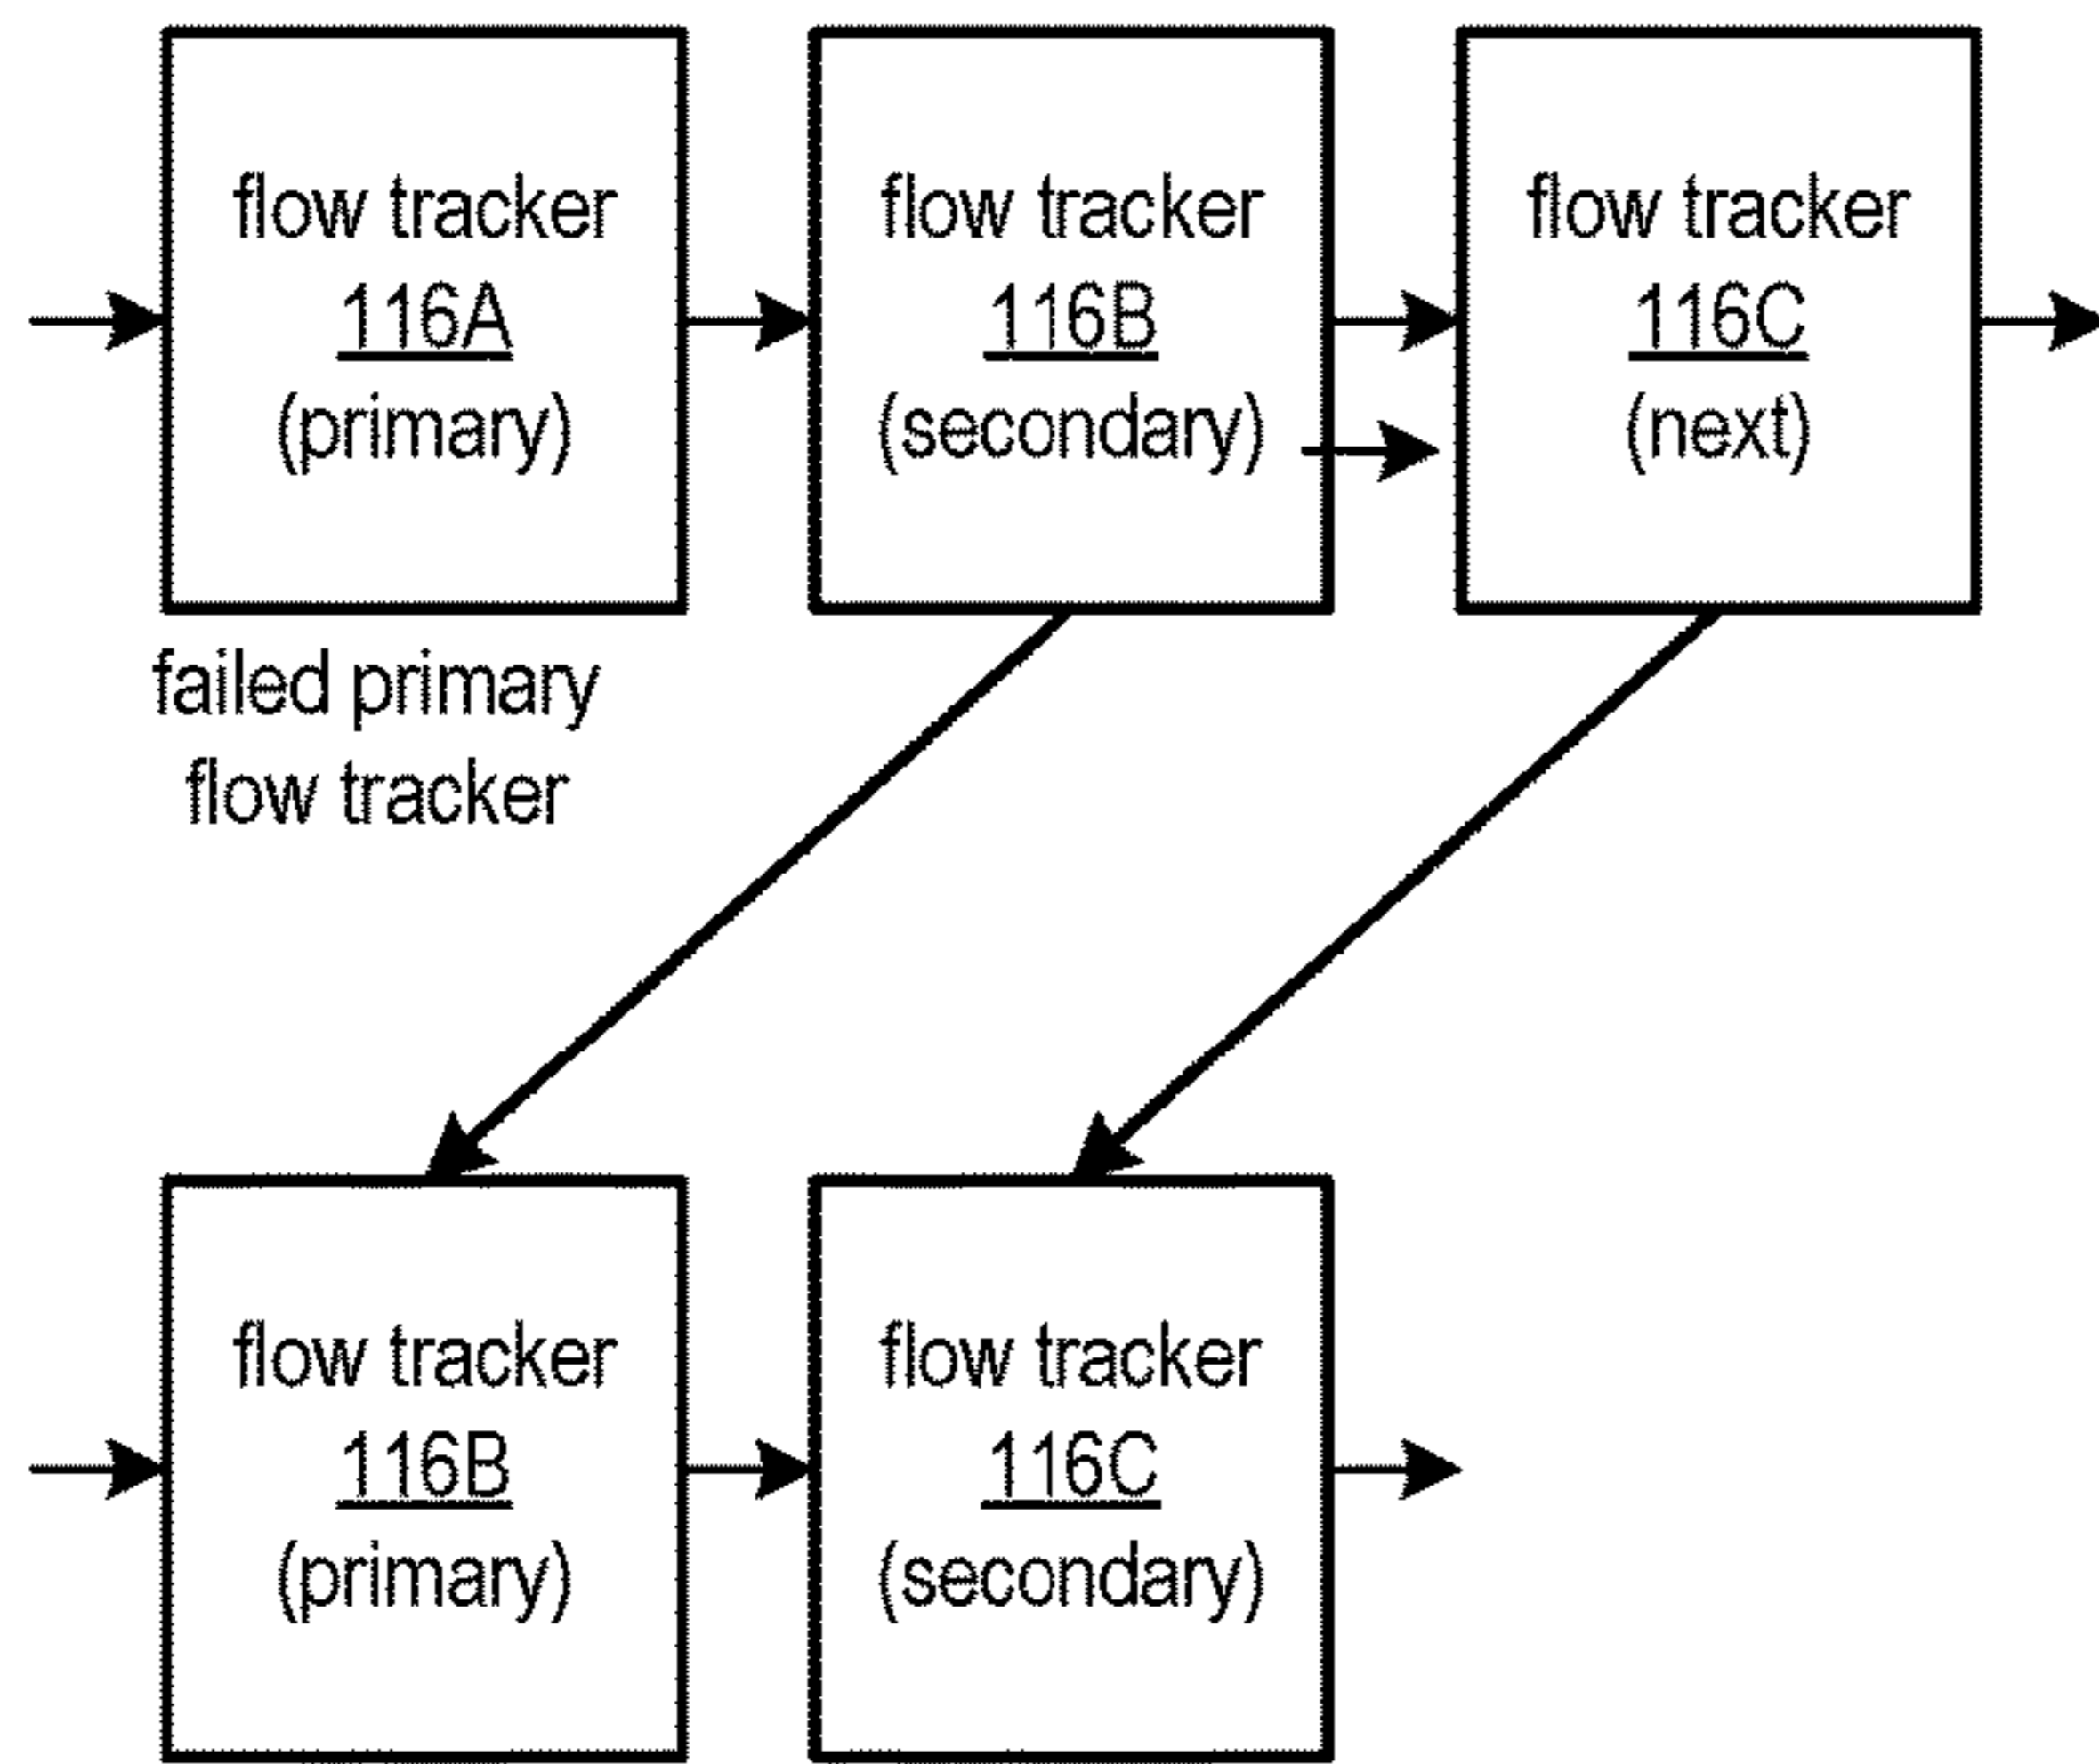 flow tracker
116A
(primary)
flow tracker
116B
(secondary)
flow tracker
116C
(next)
failed primary
flow tracker
flow tracker
116B
(primary)
flow tracker
116C
(secondary)